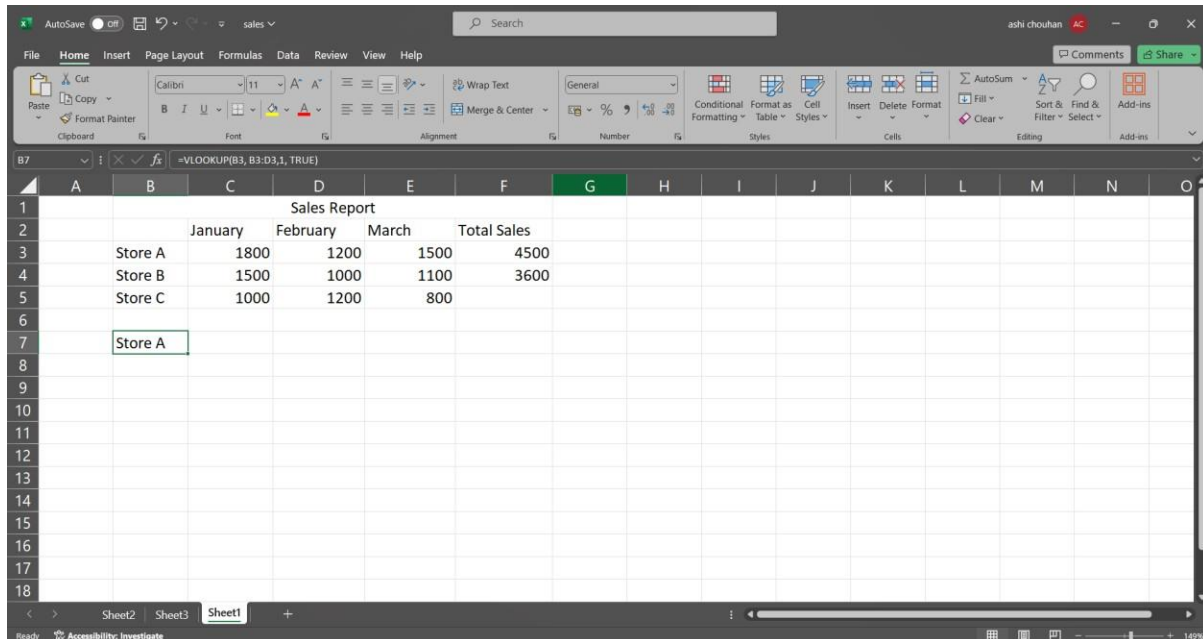 AutoSave Off sales Search ashi chouhan AC
File Home Insert Page Layout Formulas Data Review View Help Comments Share
Paste Cut Copy Format Painter Clipboard
Calibri 11 A A B I U A Font
Wrap Text Merge & Center Alignment
General % Number
Conditional Formatting Format as Table Cell Styles Styles
Insert Delete Format Cells
AutoSum Fill Clear Sort & Filter Find & Select Editing
Add-ins Add-ins
B7 fx =VLOOKUP(B3, B3:D3,1, TRUE)
A B C D E F G H I J K L M N O
1 Sales Report
2 January February March Total Sales
3 Store A 1800 1200 1500 4500
4 Store B 1500 1000 1100 3600
5 Store C 1000 1200 800
6
7 Store A
8
9
10
11
12
13
14
15
16
17
18
Sheet2 Sheet3 Sheet1 +
Ready Accessibility: Investigate